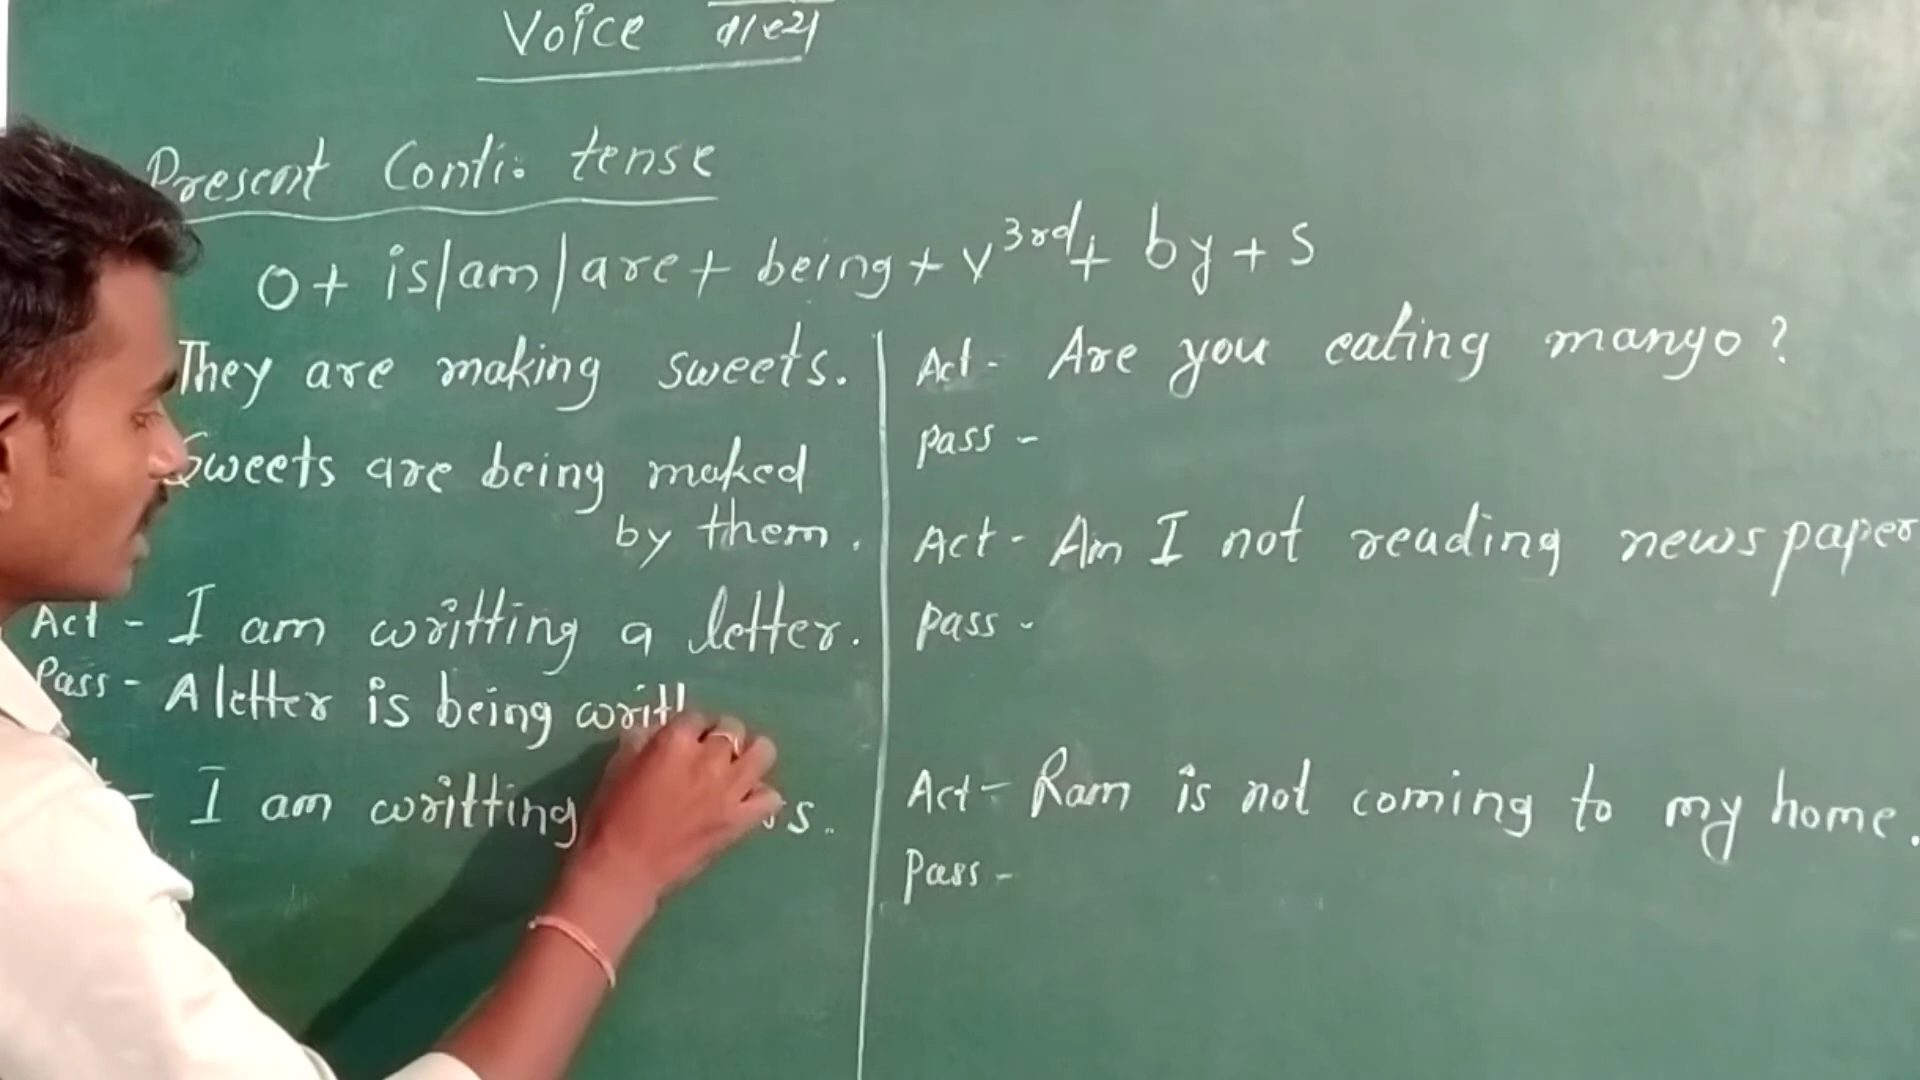 Voice
Present Conti. tense
O + is/am/are + being + V 3rd + by + S
They are making sweets.
Sweets are being maked
by them.
Act - I am writting a letter.
Pass - A letter is being writt
I am writting
Act - Are you eating mango?
pass -
Act - Am I not reading newspaper
pass -
Act - Ram is not coming to my home.
Pass -